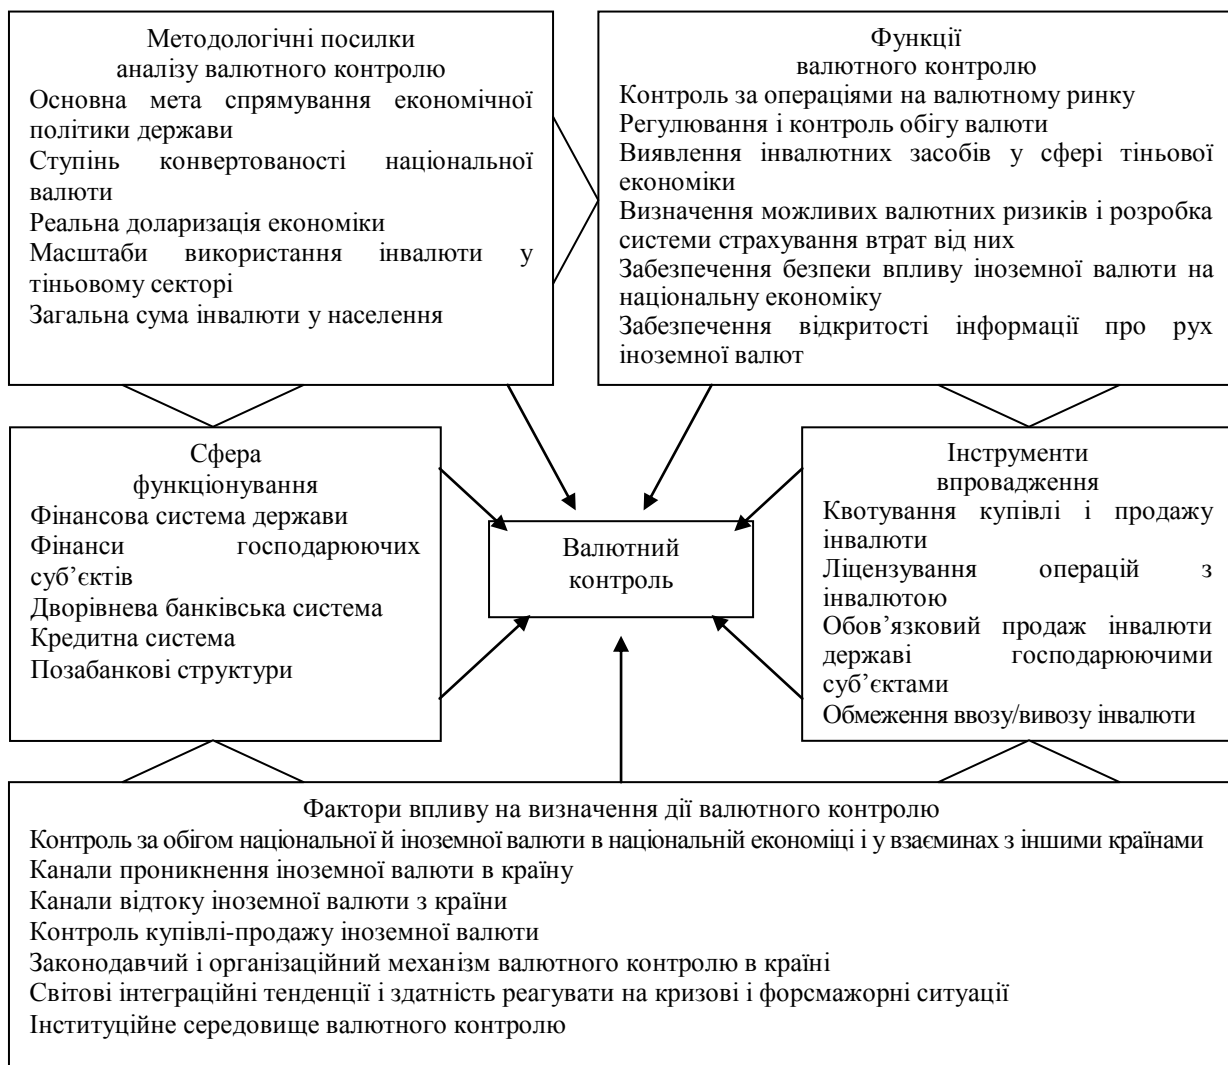 Методологічні посилки
аналізу валютного контролю
Основна мета спрямування економічної
політики держави
Ступінь конвертованості національної
валюти
Реальна доларизація економіки
Масштаби використання інвалюти у
тіньовому секторі
Загальна сума інвалюти у населення
Функції
валютного контролю
Контроль за операціями на валютному ринку
Регулювання і контроль обігу валюти
Виявлення інвалютних засобів у сфері тіньової
економіки
Визначення можливих валютних ризиків і розробка
системи страхування втрат від них
Забезпечення безпеки впливу іноземної валюти на
національну економіку
Забезпечення відкритості інформації про рух
іноземної валют
Сфера
функціонування
Фінансова система держави
Фінанси господарюючих
суб’єктів
Дворівнева банківська система
Кредитна система
Позабанкові структури
Валютний
контроль
Інструменти
впровадження
Квотування купівлі і продажу
інвалюти
Ліцензування операцій з
інвалютою
Обов’язковий продаж інвалюти
державі господарюючими
суб’єктами
Обмеження ввозу/вивозу інвалюти
Фактори впливу на визначення дії валютного контролю
Контроль за обігом національної й іноземної валюти в національній економіці і у взаєминах з іншими країнами
Канали проникнення іноземної валюти в країну
Канали відтоку іноземної валюти з країни
Контроль купівлі-продажу іноземної валюти
Законодавчий і організаційний механізм валютного контролю в країні
Світові інтеграційні тенденції і здатність реагувати на кризові і форсмажорні ситуації
Інституційне середовище валютного контролю